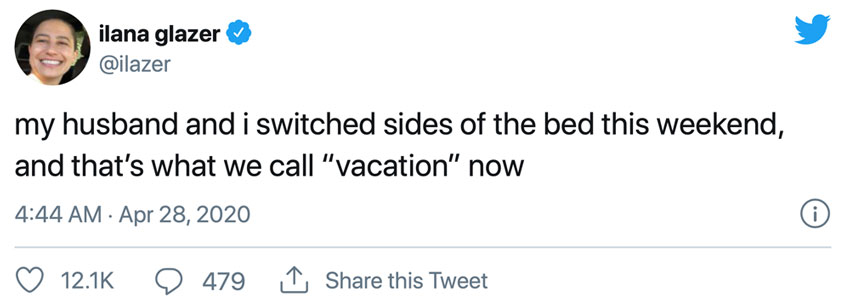 ilana glazer
@ilazer
my husband and i switched sides of the bed this weekend,
and that’s what we call “vacation” now
4:44 AM · Apr 28, 2020
12.1K 479 Share this Tweet